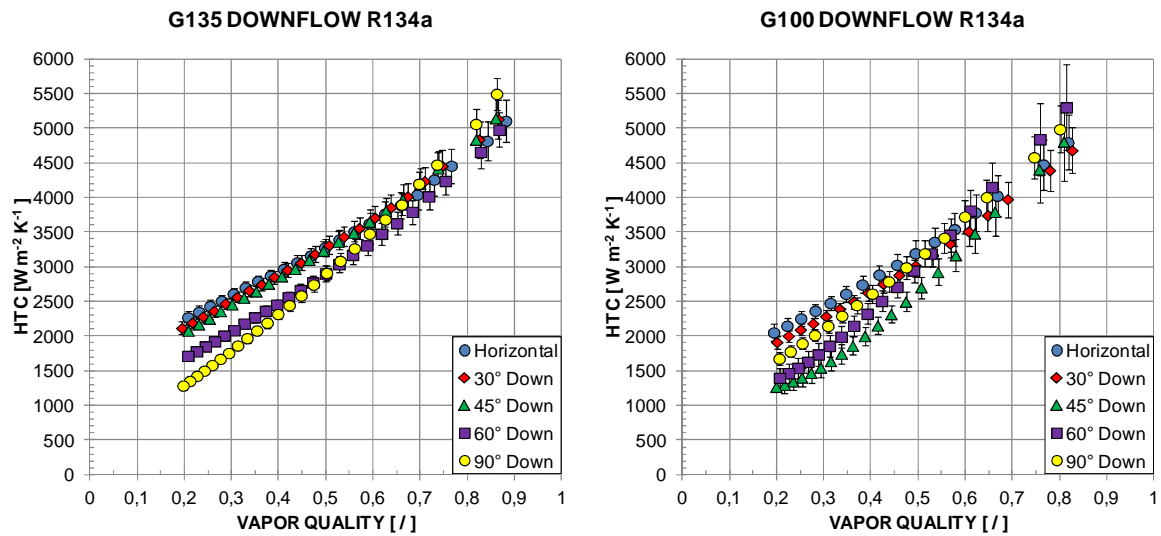 G135 DOWNFLOW R134a
HTC [W m-2 K-1]
6000
5500
5000
4500
4000
3500
3000
2500
2000
1500
1000
500
0
Horizontal
30° Down
45° Down
60° Down
90° Down
0 0,1 0,2 0,3 0,4 0,5 0,6 0,7 0,8 0,9 1
VAPOR QUALITY [ / ]
G100 DOWNFLOW R134a
HTC [W m-2 K-1]
6000
5500
5000
4500
4000
3500
3000
2500
2000
1500
1000
500
0
Horizontal
30° Down
45° Down
60° Down
90° Down
0 0,1 0,2 0,3 0,4 0,5 0,6 0,7 0,8 0,9 1
VAPOR QUALITY [ / ]